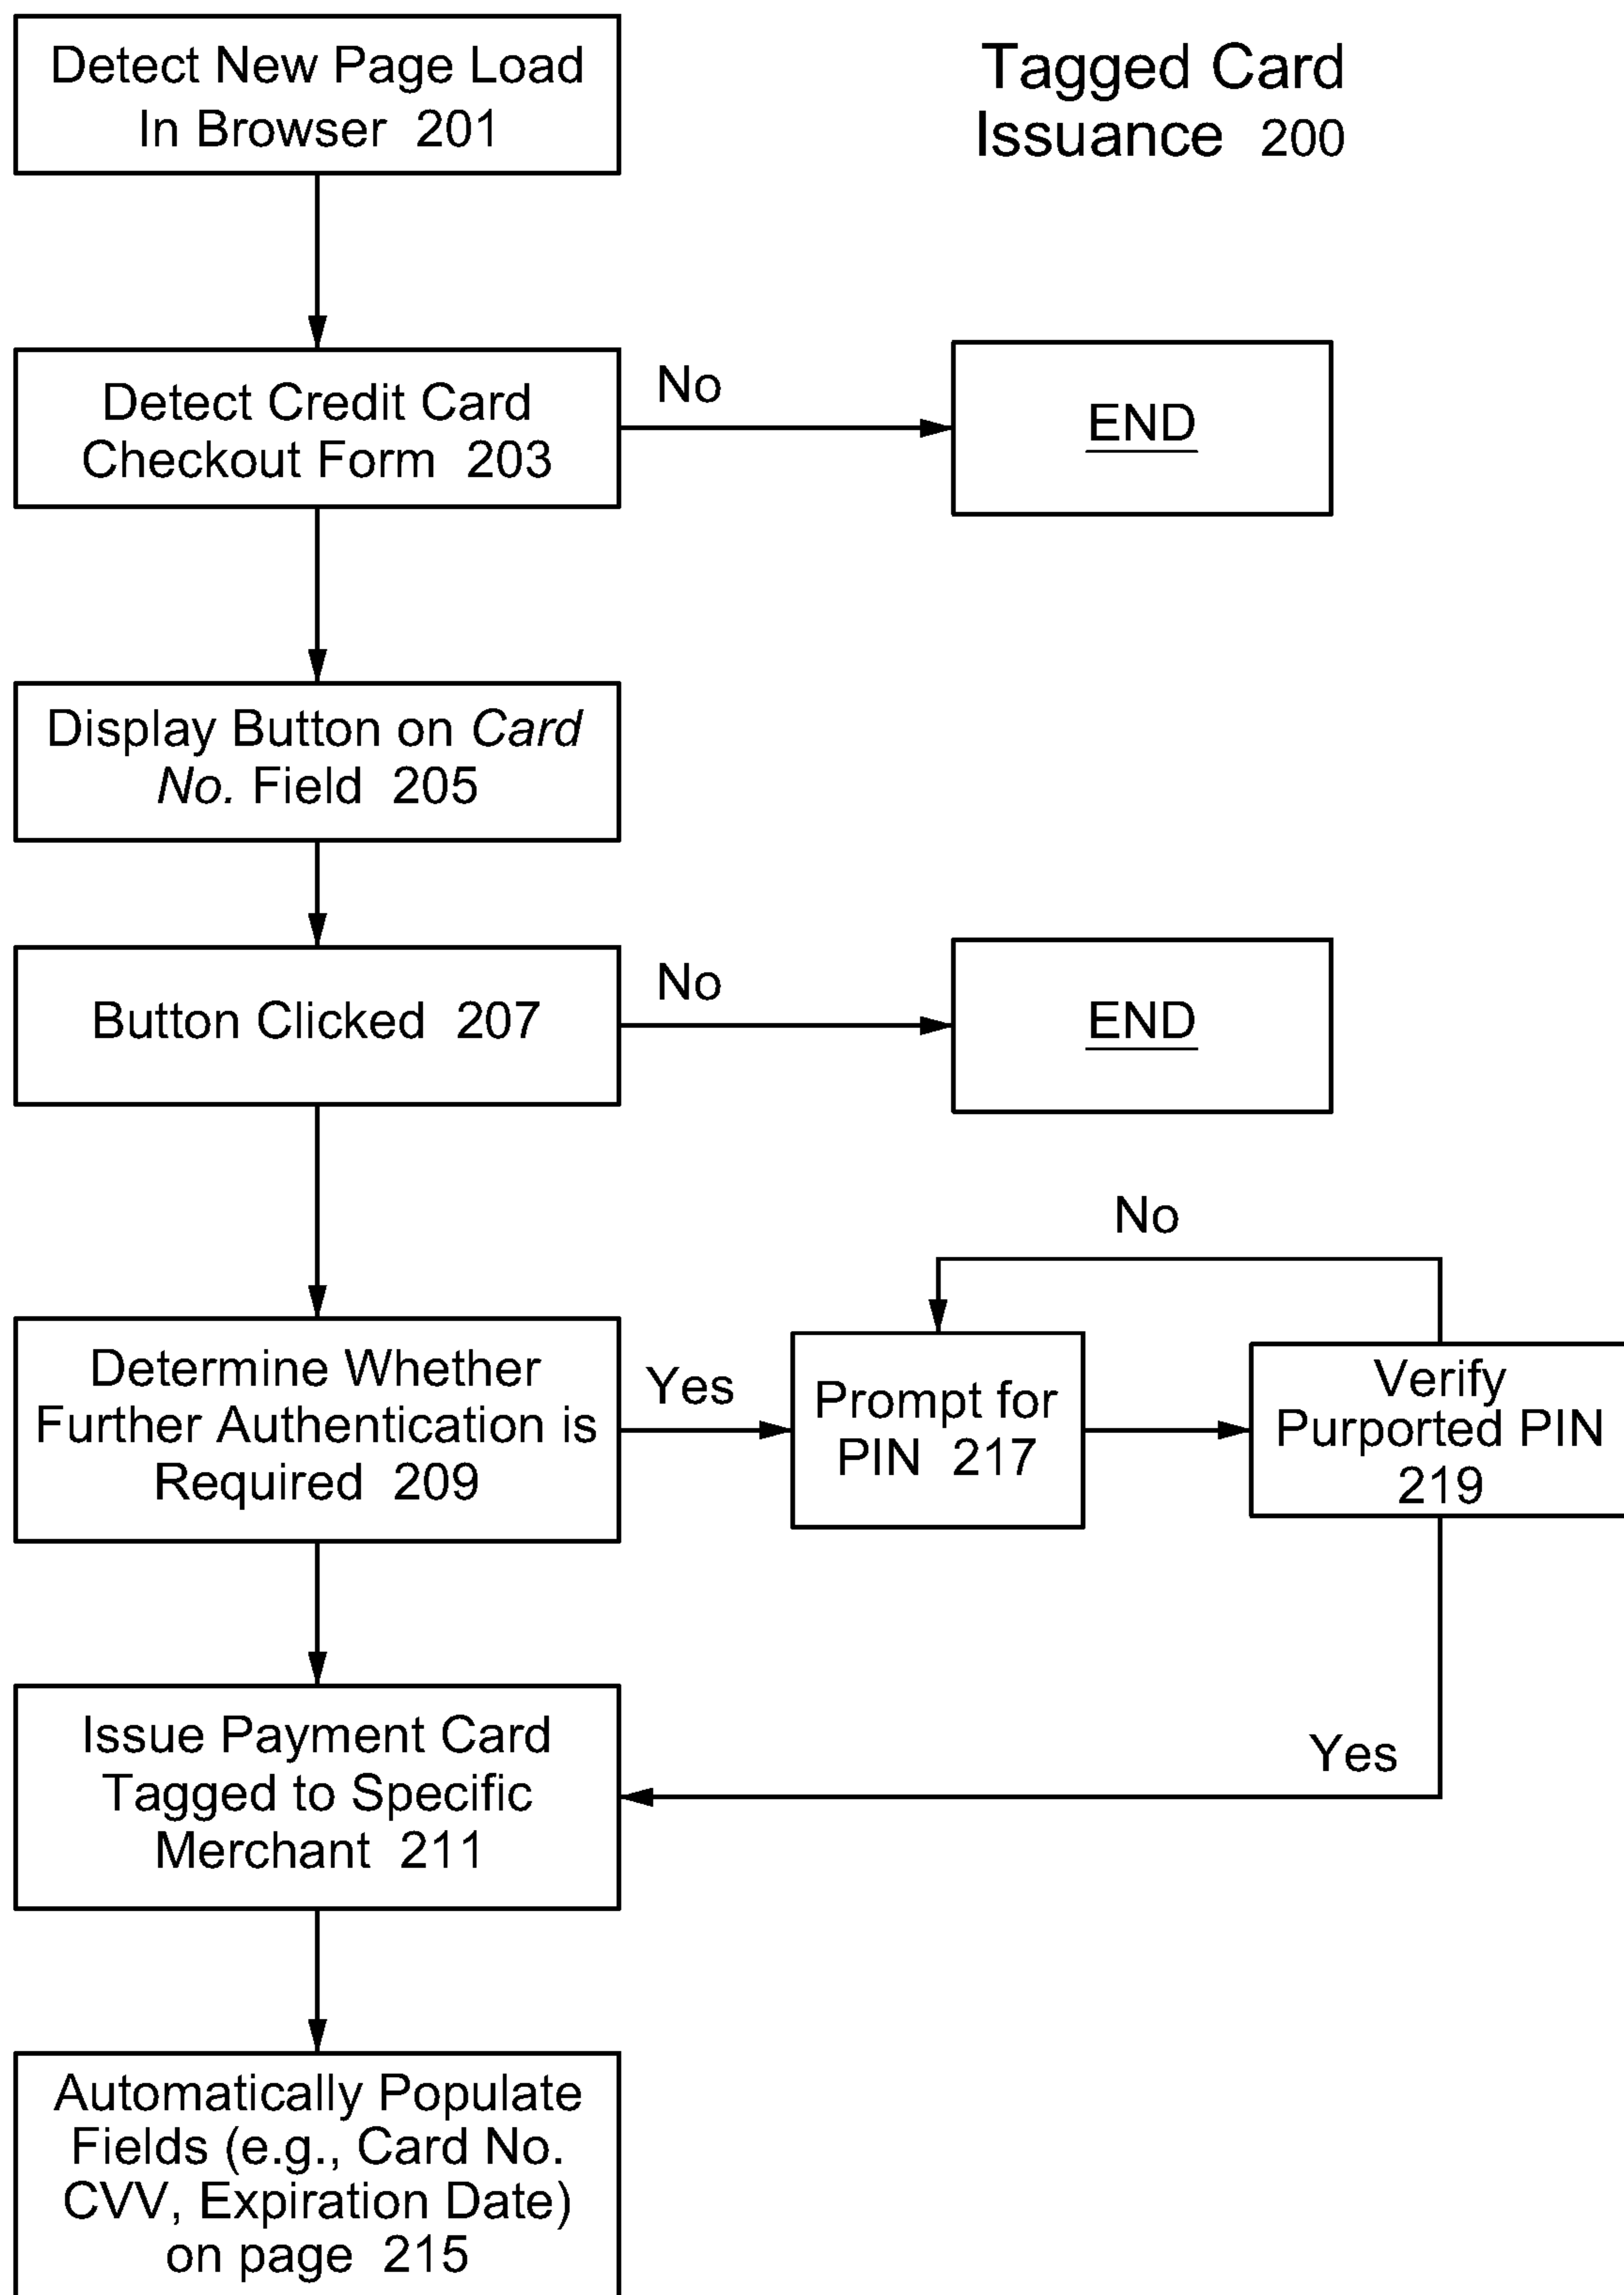 Tagged Card
Issuance 200
Detect New Page Load
In Browser 201
Detect Credit Card
Checkout Form 203
No
END
Display Button on Card
No. Field 205
Button Clicked 207
No
END
Determine Whether
Further Authentication is
Required 209
Yes
Prompt for
PIN 217
No
Verify
Purported PIN
219
Yes
Issue Payment Card
Tagged to Specific
Merchant 211
Automatically Populate
Fields (e.g., Card No.
CVV, Expiration Date)
on page 215